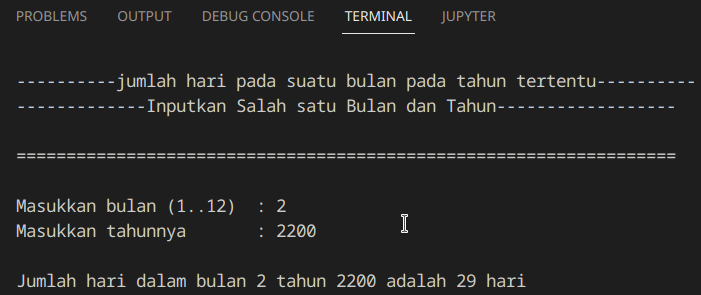 PROBLEMS OUTPUT DEBUG CONSOLE TERMINAL JUPYTER
----------jumlah hari pada suatu bulan pada tahun tertentu----------
-------------Inputkan Salah satu Bulan dan Tahun------------------
==================================================================
Masukkan bulan (1..12)  : 2
Masukkan tahunnya       : 2200
Jumlah hari dalam bulan 2 tahun 2200 adalah 29 hari